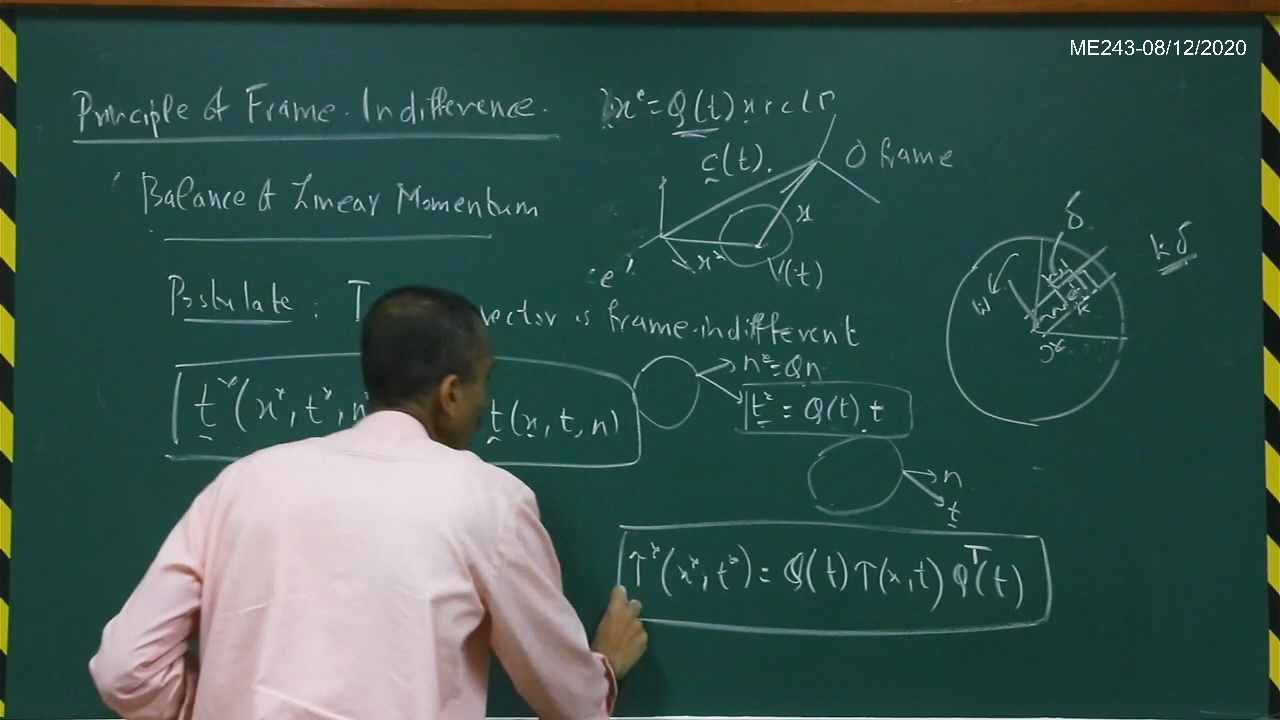 ME243-08/12/2020
Principle of Frame-Indifference.
x* = Q(t) x + c(t)
c(t).
O frame
Balance of Linear Momentum
x
x*
V(t)
δ
kδ
ω
Postulate : T vector is frame-indifferent
n* = Qn
t*(x*, t*, n t(x, t, n)
t* = Q(t) t
n
t
T*(x*, t*) = Q(t) T(x, t) Qᵀ(t)